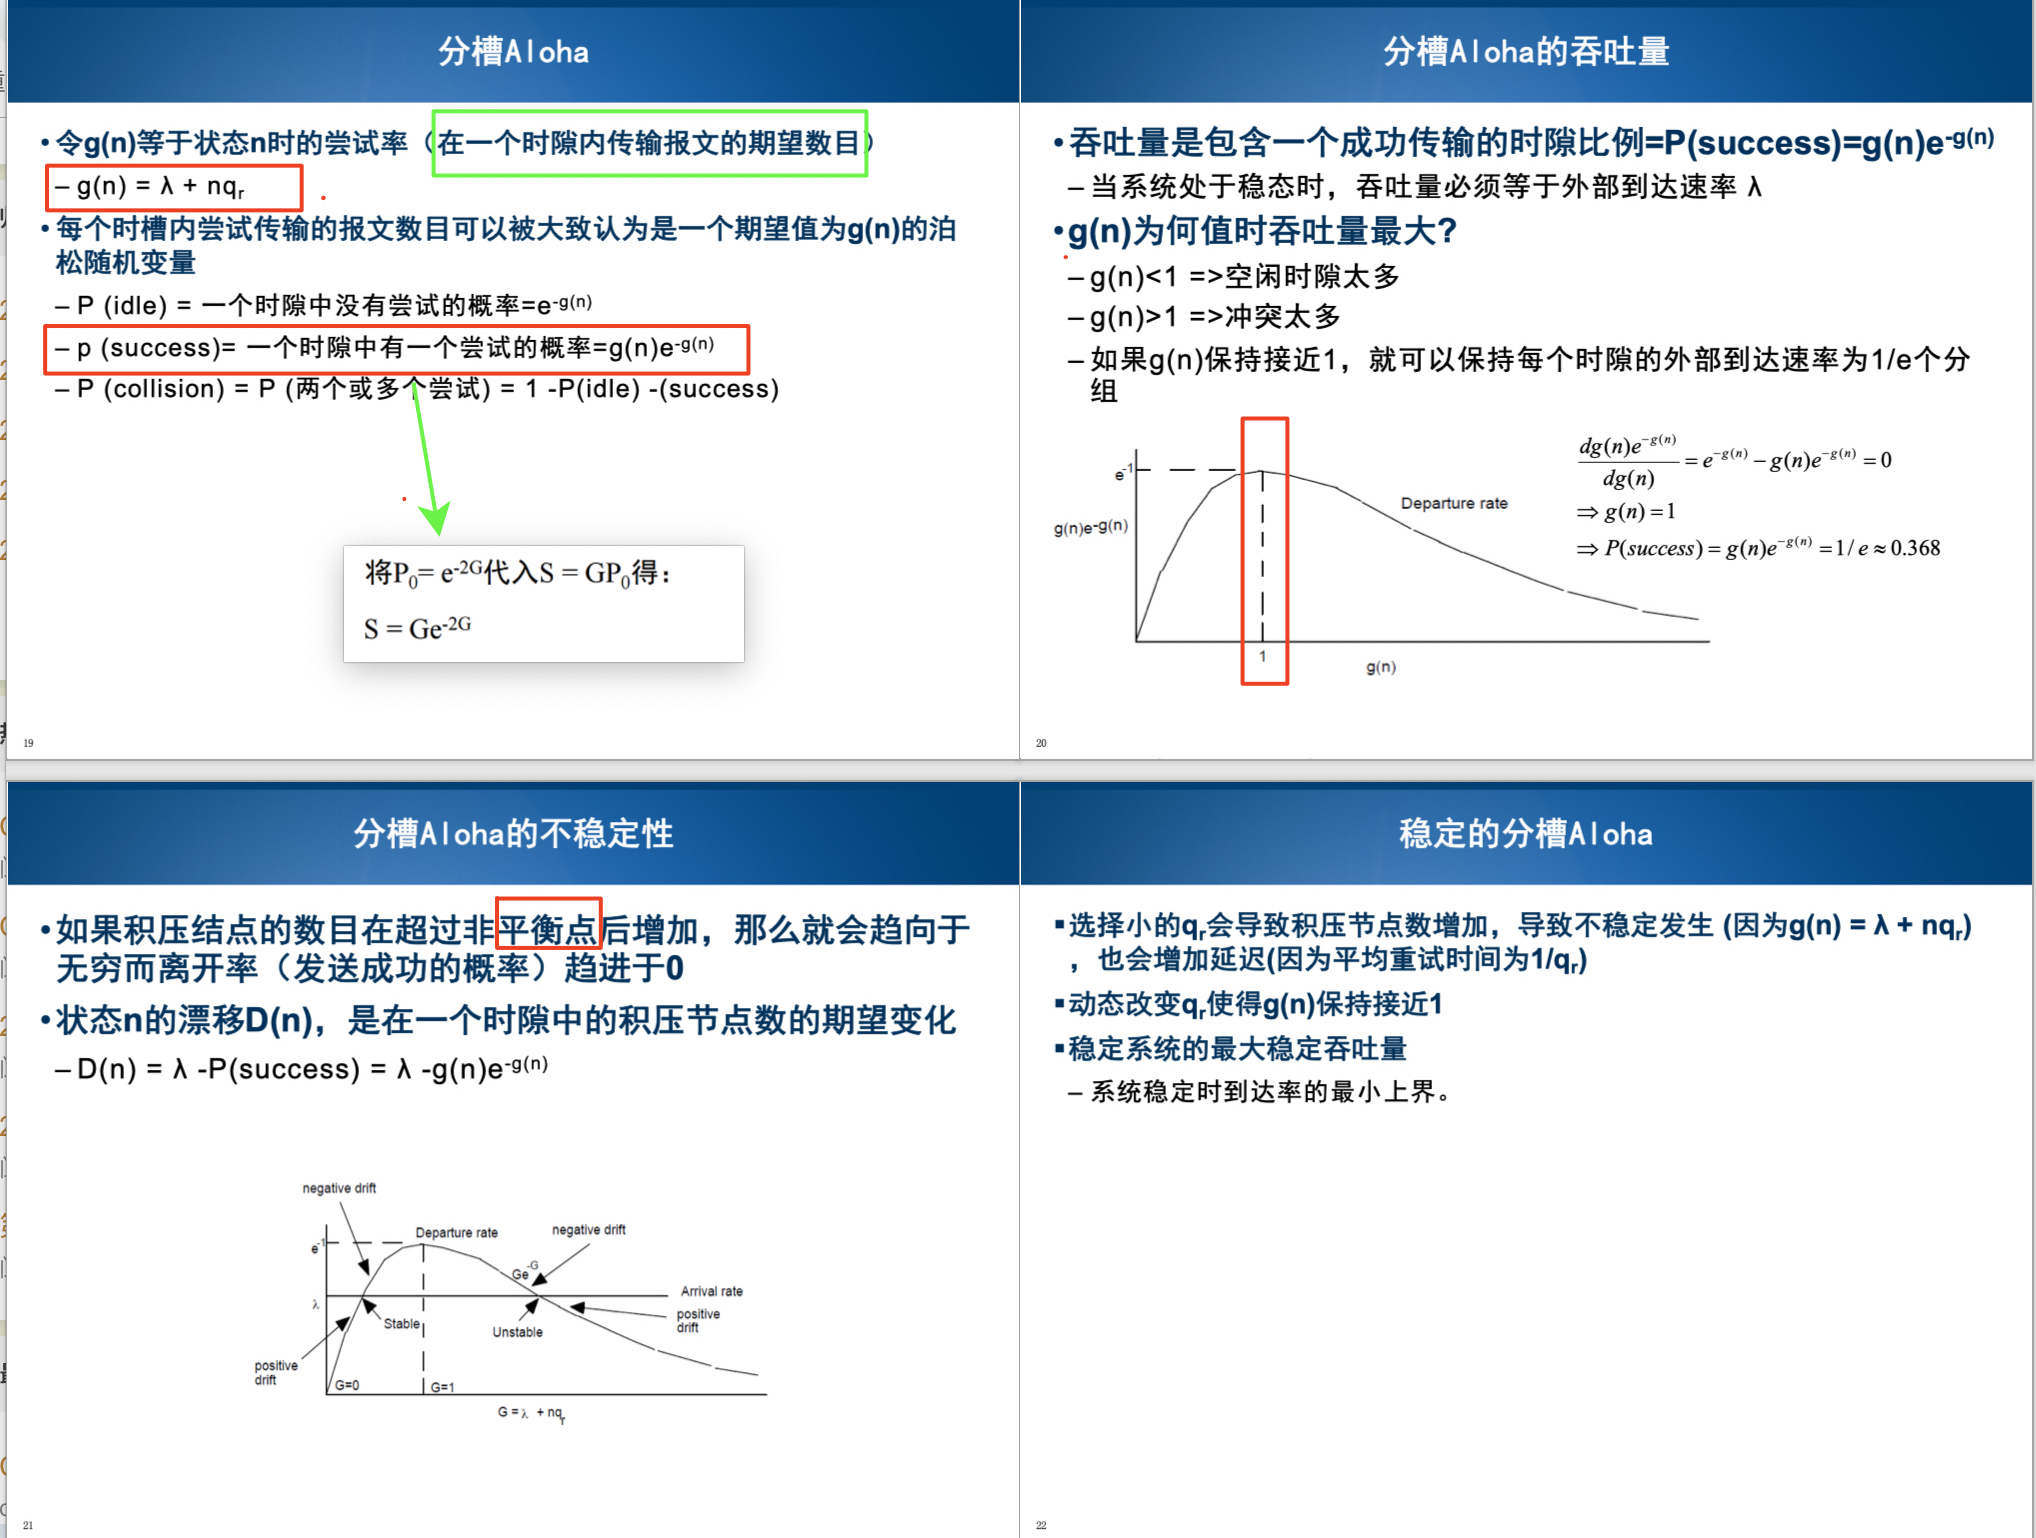 分槽Aloha
•令g(n)等于状态n时的尝试率（在一个时隙内传输报文的期望数目）
– g(n) = λ + nqr
•每个时槽内尝试传输的报文数目可以被大致认为是一个期望值为g(n)的泊
松随机变量
– P (idle) = 一个时隙中没有尝试的概率=e-g(n)
– p (success)= 一个时隙中有一个尝试的概率=g(n)e-g(n)
– P (collision) = P (两个或多个尝试) = 1 -P(idle) -(success)
将P0= e-2G代入S = GP0得：
S = Ge-2G
19
分槽Aloha的吞吐量
•吞吐量是包含一个成功传输的时隙比例=P(success)=g(n)e-g(n)
– 当系统处于稳态时，吞吐量必须等于外部到达速率 λ
•g(n)为何值时吞吐量最大?
– g(n)<1 =>空闲时隙太多
– g(n)>1 =>冲突太多
– 如果g(n)保持接近1，就可以保持每个时隙的外部到达速率为1/e个分
组
dg(n)e-g(n)/dg(n) = e-g(n) − g(n)e-g(n) = 0
⇒ g(n) = 1
⇒ P(success) = g(n)e-g(n) = 1/ e ≈ 0.368
e-1
g(n)e-g(n)
Departure rate
1
g(n)
20
分槽Aloha的不稳定性
•如果积压结点的数目在超过非平衡点后增加，那么就会趋向于
无穷而离开率（发送成功的概率）趋进于0
•状态n的漂移D(n)，是在一个时隙中的积压节点数的期望变化
– D(n) = λ -P(success) = λ -g(n)e-g(n)
negative drift
Departure rate
negative drift
e-1
Ge-G
Arrival rate
λ
Stable
Unstable
positive
drift
positive
drift
G=0
G=1
G = λ + nqr
21
稳定的分槽Aloha
▪选择小的qr会导致积压节点数增加，导致不稳定发生 (因为g(n) = λ + nqr)
，也会增加延迟(因为平均重试时间为1/qr)
▪动态改变qr使得g(n)保持接近1
▪稳定系统的最大稳定吞吐量
– 系统稳定时到达率的最小上界。
22